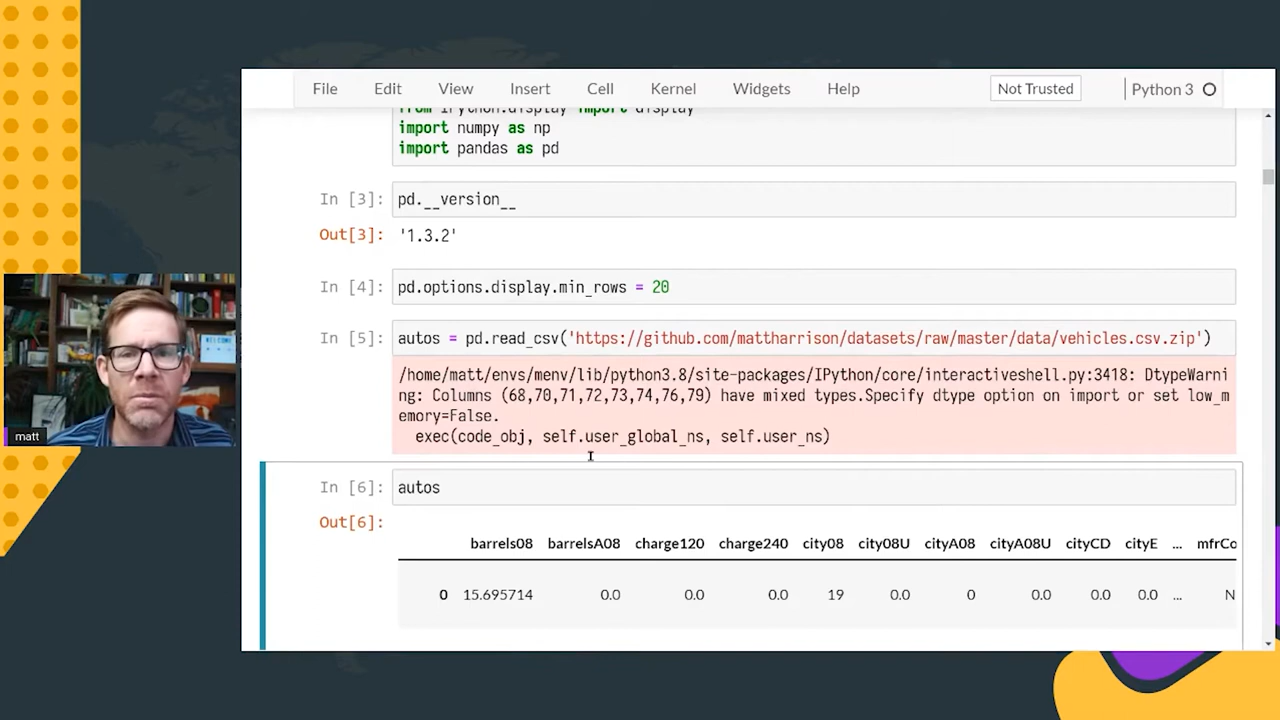 File Edit View Insert Cell Kernel Widgets Help Not Trusted Python 3
from IPython.display import display
import numpy as np
import pandas as pd
In [3]: pd.__version__
Out[3]: '1.3.2'
In [4]: pd.options.display.min_rows = 20
In [5]: autos = pd.read_csv('https://github.com/mattharrison/datasets/raw/master/data/vehicles.csv.zip')
/home/matt/envs/menv/lib/python3.8/site-packages/IPython/core/interactiveshell.py:3418: DtypeWarni
ng: Columns (68,70,71,72,73,74,76,79) have mixed types.Specify dtype option on import or set low_m
emory=False.
exec(code_obj, self.user_global_ns, self.user_ns)
WELCOME
matt
In [6]: autos
Out[6]:
barrels08 barrelsA08 charge120 charge240 city08 city08U cityA08 cityA08U cityCD cityE ... mfrCo
0 15.695714 0.0 0.0 0.0 19 0.0 0 0.0 0.0 0.0 ... N